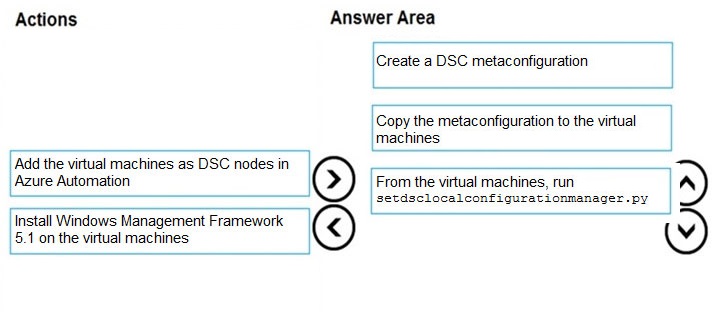 Actions
Answer Area
Create a DSC metaconfiguration
Copy the metaconfiguration to the virtual
machines
Add the virtual machines as DSC nodes in
Azure Automation
From the virtual machines, run
setdsclocalconfigurationmanager.py
Install Windows Management Framework
5.1 on the virtual machines